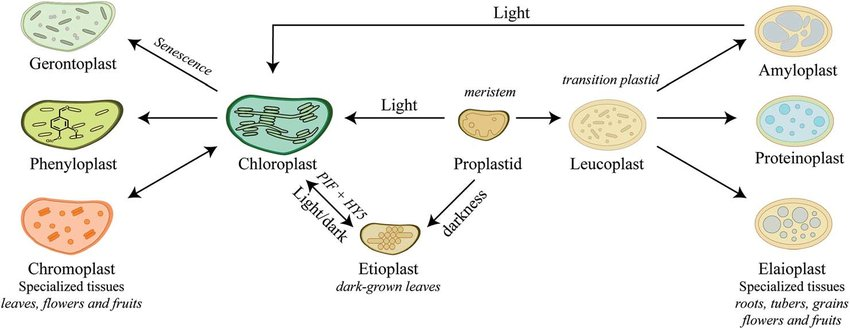 Light
Gerontoplast
Senescence
Amyloplast
meristem
transition plastid
Light
Phenyloplast
Chloroplast
Proplastid
Leucoplast
Proteinoplast
PIF + HY5
Light/dark
darkness
Chromoplast
Specialized tissues
leaves, flowers and fruits
Etioplast
dark-grown leaves
Elaioplast
Specialized tissues
roots, tubers, grains
flowers and fruits